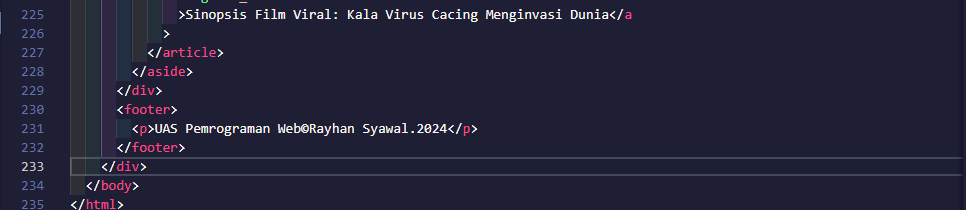 225 >Sinopsis Film Viral: Kala Virus Cacing Menginvasi Dunia</a
226 >
227 </article>
228 </aside>
229 </div>
230 <footer>
231 <p>UAS Pemrograman Web©Rayhan Syawal.2024</p>
232 </footer>
233 </div>
234 </body>
235 </html>